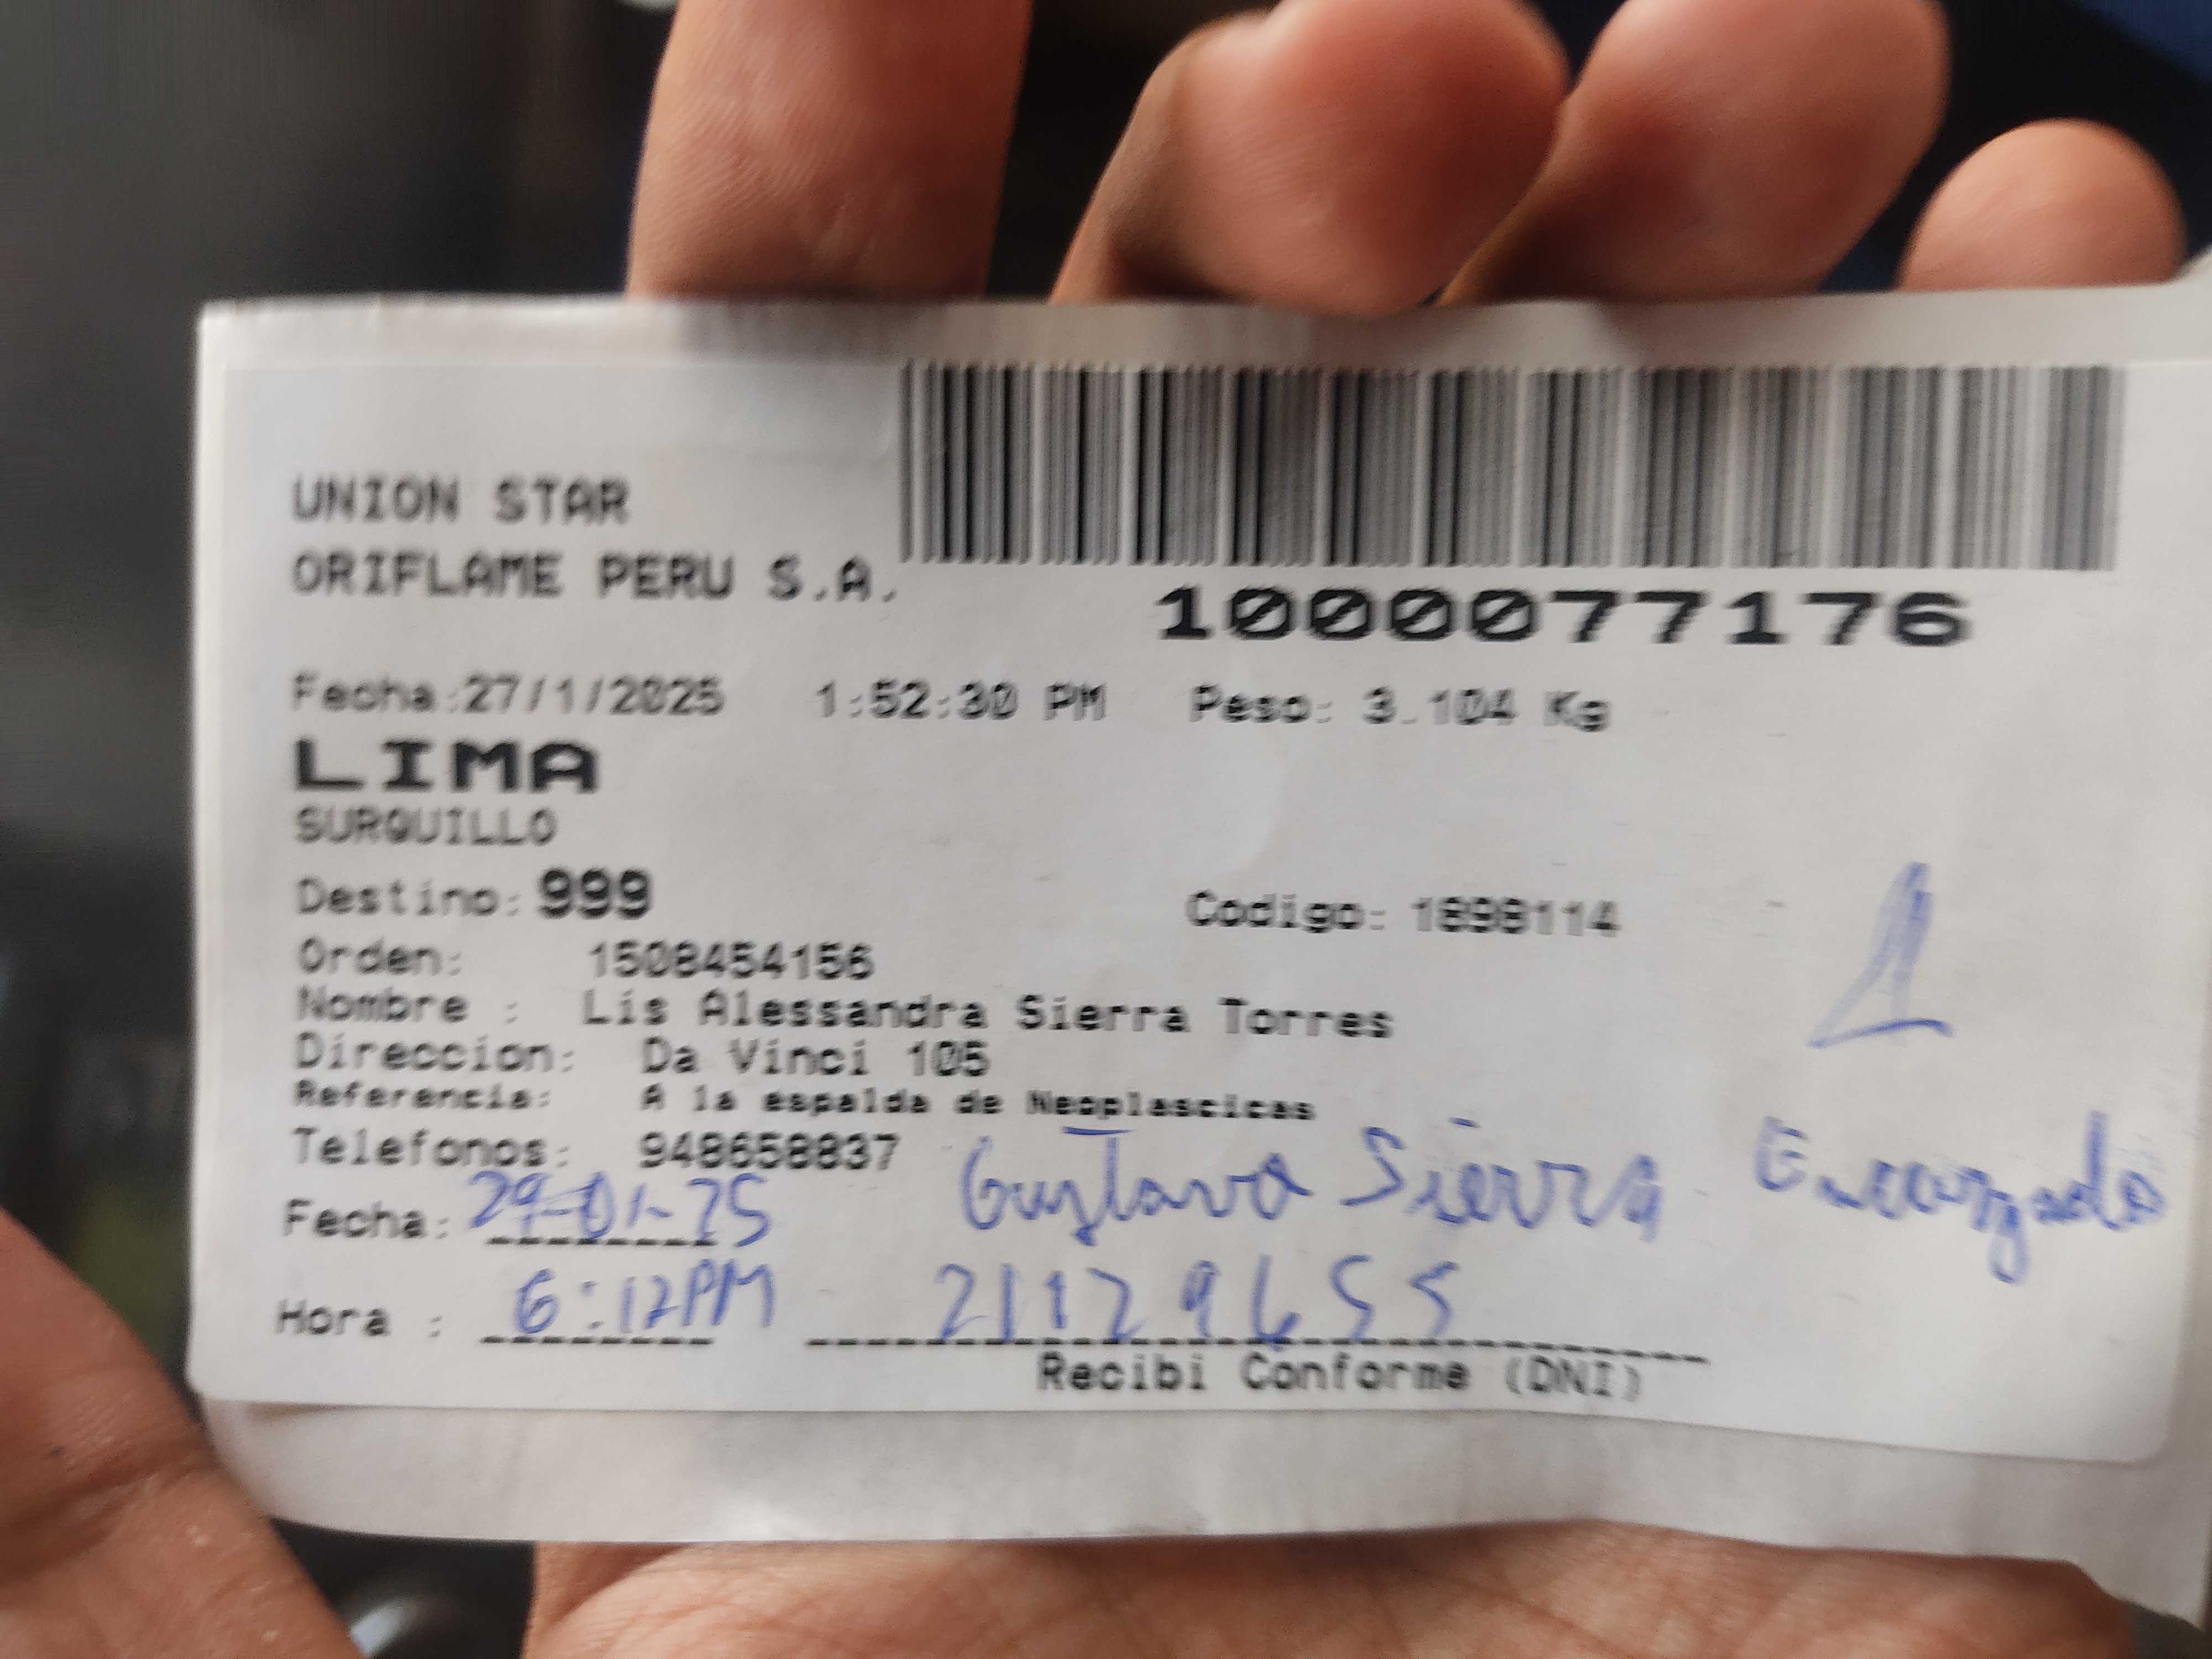 UNION STAR
ORIFLAME PERU S.A.
1000077176
Fecha:27/1/2025 1:52:30 PM Peso: 3.104 Kg
LIMA
SURQUILLO
Destino: 999 Codigo: 1898114
Orden: 1508454156
Nombre : Lis Alessandra Sierra Torres
Direccion: Da Vinci 105
Referencia: A la espalda de Neoplascicas
Telefonos: 948658837
Gustavo Sierra Encargado
Fecha: 29-01-25
Hora : 6:12PM 21129655
Recibi Conforme (DNI)